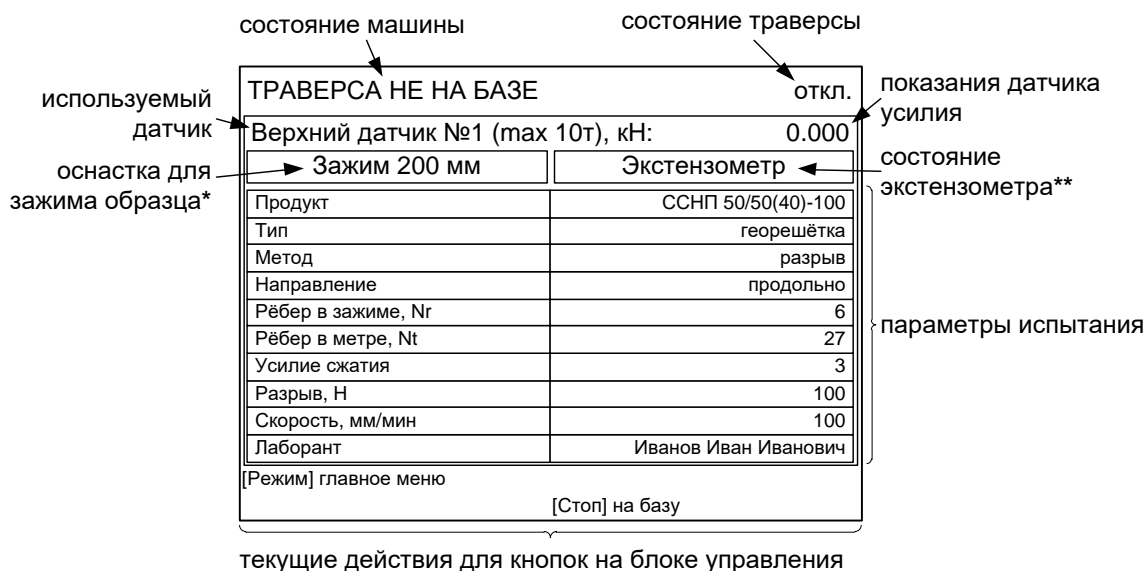 состояние машины
состояние траверсы
ТРАВЕРСА НЕ НА БАЗЕ откл.
показания датчика
усилия
используемый
датчик
Верхний датчик №1 (max 10т), кН: 0.000
оснастка для
зажима образца*
Зажим 200 мм Экстензометр
состояние
экстензометра**
Продукт ССНП 50/50(40)-100
Тип георешётка
Метод разрыв
Направление продольно
Рёбер в зажиме, Nr 6
Рёбер в метре, Nt 27
Усилие сжатия 3
Разрыв, Н 100
Скорость, мм/мин 100
Лаборант Иванов Иван Иванович
параметры испытания
[Режим] главное меню
[Стоп] на базу
текущие действия для кнопок на блоке управления